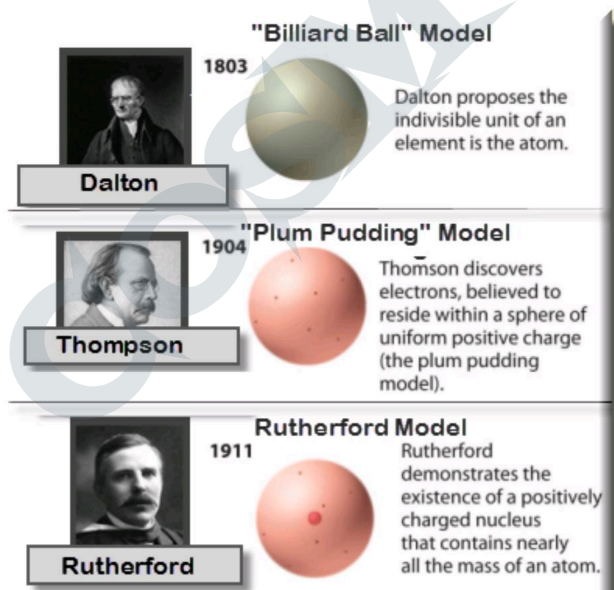 "Billiard Ball" Model
1803
Dalton proposes the
indivisible unit of an
element is the atom.
Dalton
"Plum Pudding" Model
1904
Thomson discovers
electrons, believed to
reside within a sphere of
uniform positive charge
(the plum pudding
model).
Thompson
Rutherford Model
1911
Rutherford
demonstrates the
existence of a positively
charged nucleus
that contains nearly
all the mass of an atom.
Rutherford